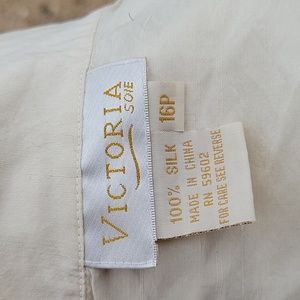 VICTORIA
SOIE
16P
100% SILK
MADE IN CHINA
RN 59602
FOR CARE SEE REVERSE